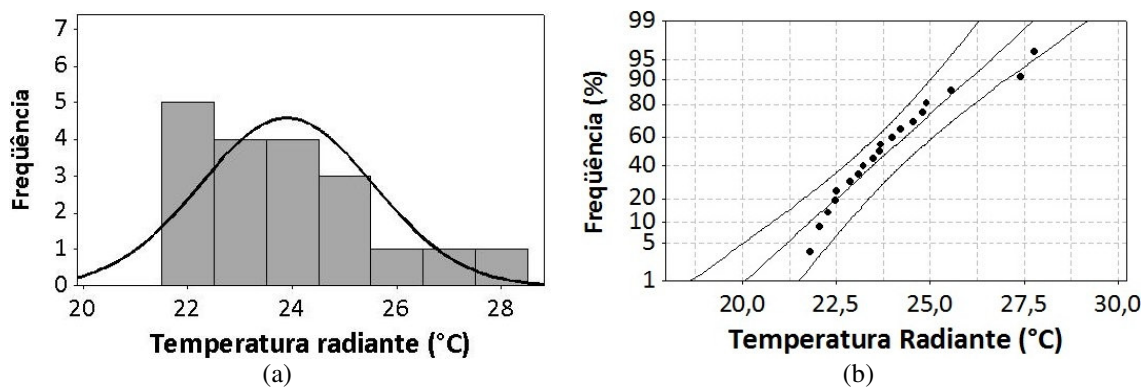 Freqüência
7
6
5
4
3
2
1
0
20 22 24 26 28
Temperatura radiante (°C)
(a)
Freqüência (%)
99
95
90
80
60
40
20
10
5
1
20,0 22,5 25,0 27,5 30,0
Temperatura Radiante (°C)
(b)